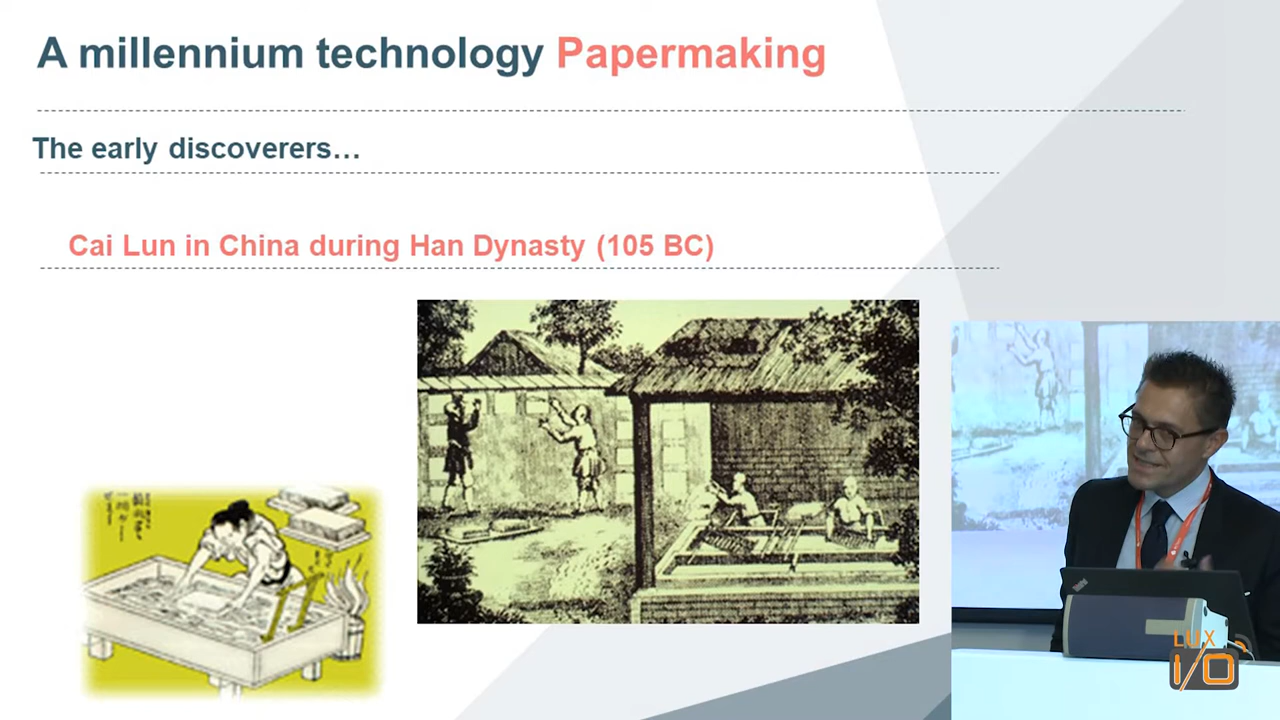 A millennium technology Papermaking
The early discoverers…
Cai Lun in China during Han Dynasty (105 BC)
LUX
I/O